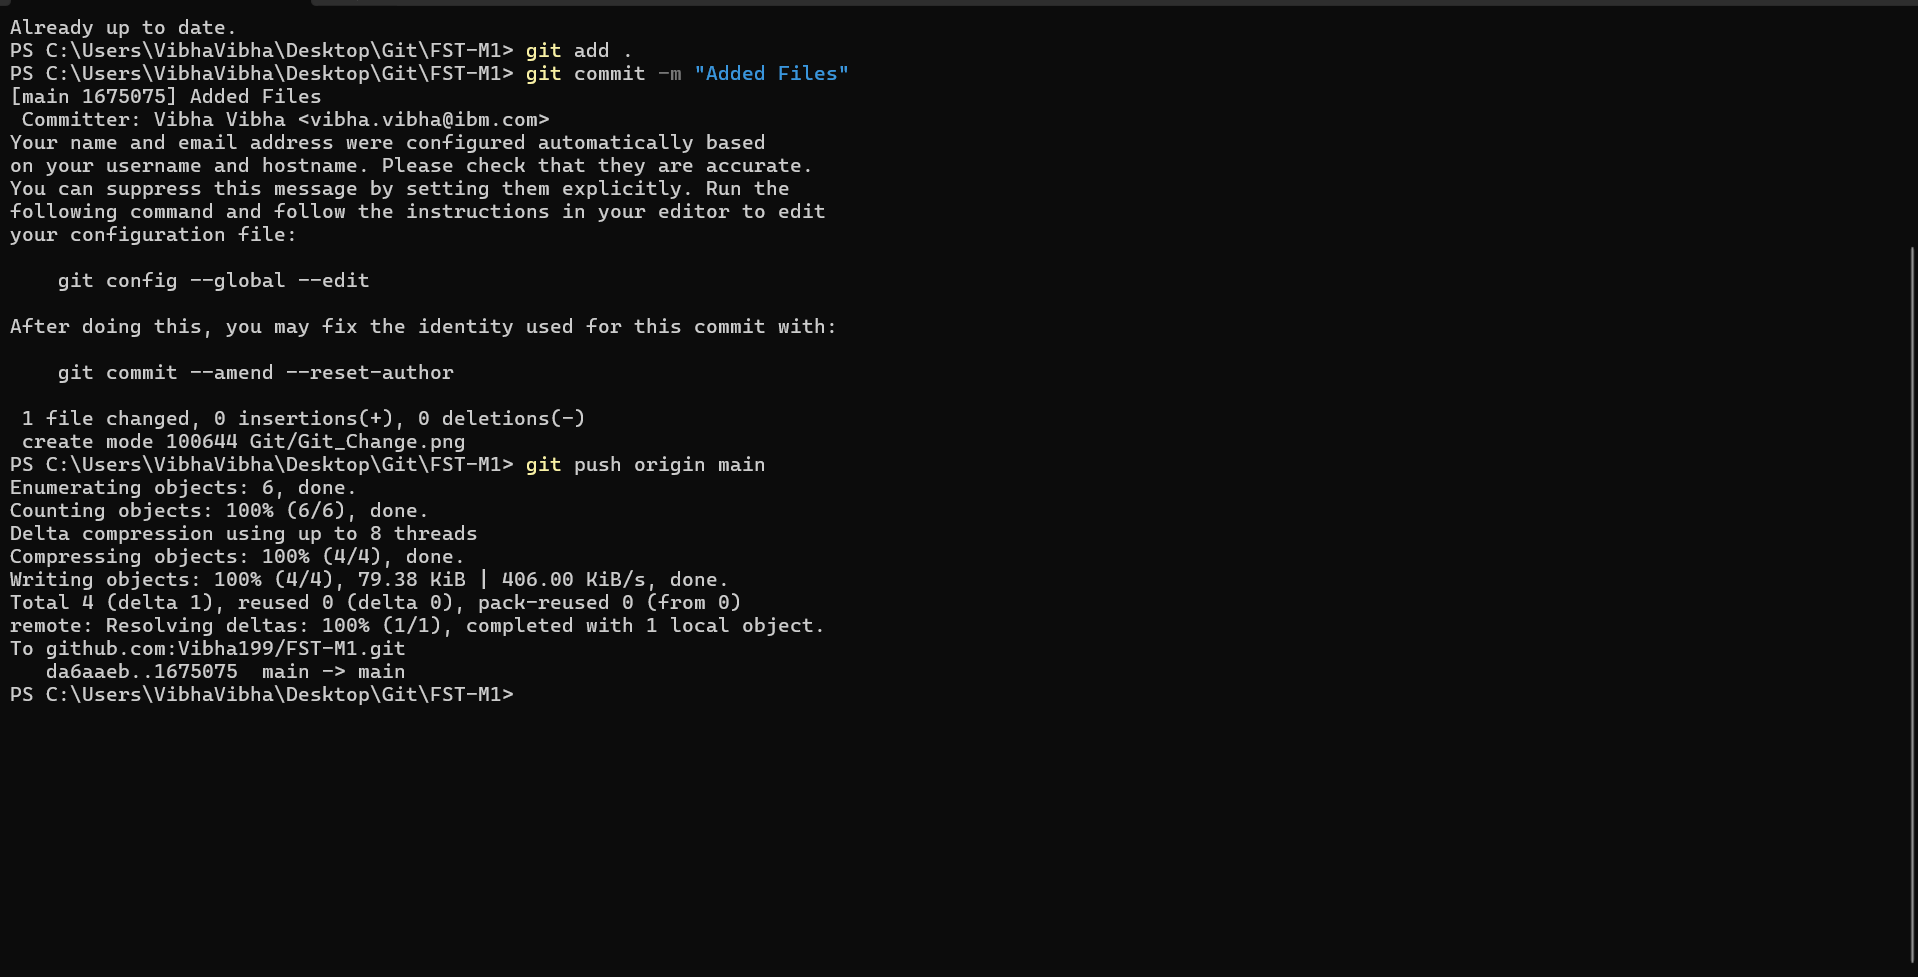 Already up to date.
PS C:\Users\VibhaVibha\Desktop\Git\FST-M1> git add .
PS C:\Users\VibhaVibha\Desktop\Git\FST-M1> git commit -m "Added Files"
[main 1675075] Added Files
 Committer: Vibha Vibha <vibha.vibha@ibm.com>
Your name and email address were configured automatically based
on your username and hostname. Please check that they are accurate.
You can suppress this message by setting them explicitly. Run the
following command and follow the instructions in your editor to edit
your configuration file:

    git config --global --edit

After doing this, you may fix the identity used for this commit with:

    git commit --amend --reset-author

 1 file changed, 0 insertions(+), 0 deletions(-)
 create mode 100644 Git/Git_Change.png
PS C:\Users\VibhaVibha\Desktop\Git\FST-M1> git push origin main
Enumerating objects: 6, done.
Counting objects: 100% (6/6), done.
Delta compression using up to 8 threads
Compressing objects: 100% (4/4), done.
Writing objects: 100% (4/4), 79.38 KiB | 406.00 KiB/s, done.
Total 4 (delta 1), reused 0 (delta 0), pack-reused 0 (from 0)
remote: Resolving deltas: 100% (1/1), completed with 1 local object.
To github.com:Vibha199/FST-M1.git
   da6aaeb..1675075  main -> main
PS C:\Users\VibhaVibha\Desktop\Git\FST-M1>